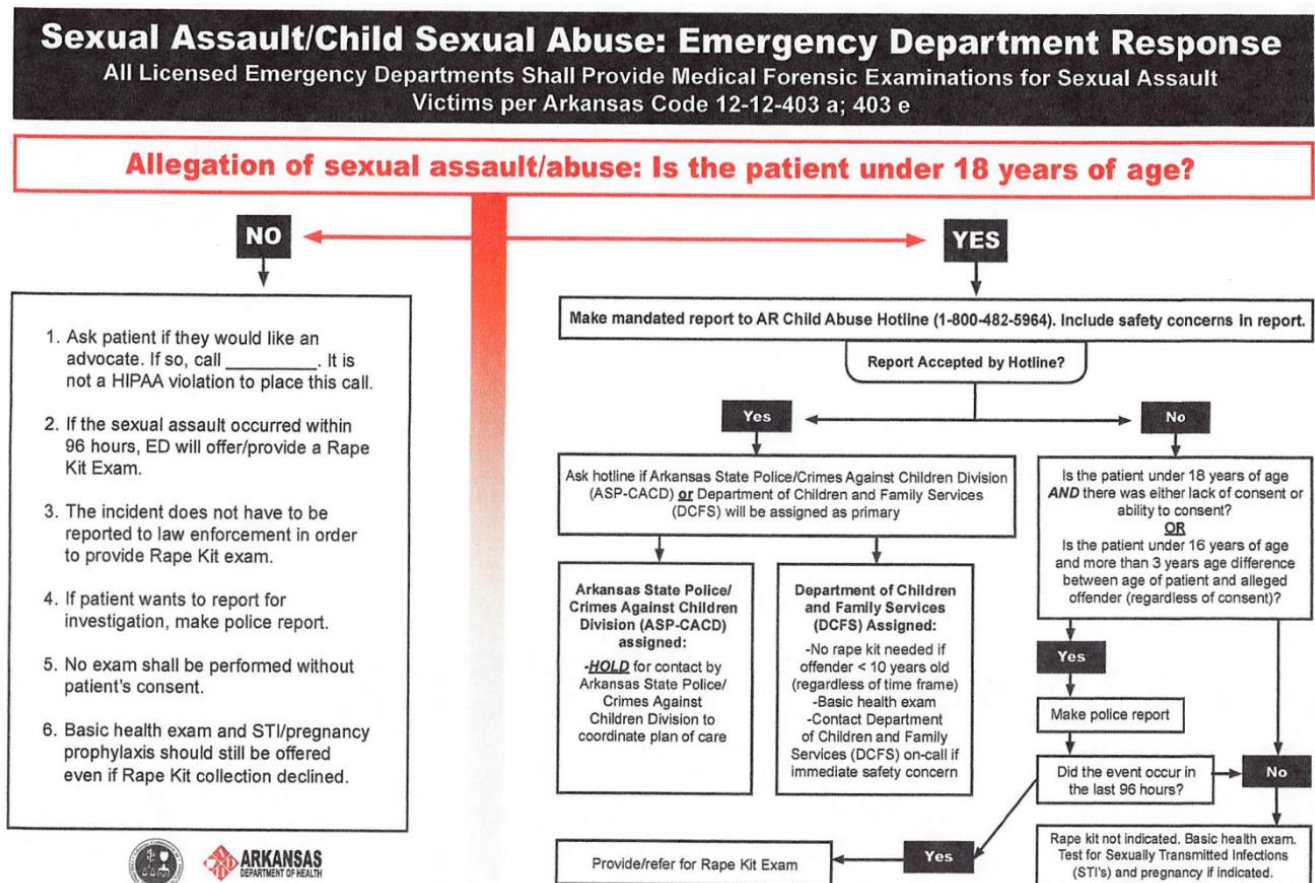 Sexual Assault/Child Sexual Abuse: Emergency Department Response
All Licensed Emergency Departments Shall Provide Medical Forensic Examinations for Sexual Assault
Victims per Arkansas Code 12-12-403 a; 403 e
Allegation of sexual assault/abuse: Is the patient under 18 years of age?
NO
1. Ask patient if they would like an
advocate. If so, call _________. It is
not a HIPAA violation to place this call.
2. If the sexual assault occurred within
96 hours, ED will offer/provide a Rape
Kit Exam.
3. The incident does not have to be
reported to law enforcement in order
to provide Rape Kit exam.
4. If patient wants to report for
investigation, make police report.
5. No exam shall be performed without
patient's consent.
6. Basic health exam and STI/pregnancy
prophylaxis should still be offered
even if Rape Kit collection declined.
ARKANSAS
DEPARTMENT OF HEALTH
YES
Make mandated report to AR Child Abuse Hotline (1-800-482-5964). Include safety concerns in report.
Report Accepted by Hotline?
Yes
Ask hotline if Arkansas State Police/Crimes Against Children Division
(ASP-CACD) or Department of Children and Family Services
(DCFS) will be assigned as primary
Arkansas State Police/
Crimes Against Children
Division (ASP-CACD)
assigned:
-HOLD for contact by
Arkansas State Police/
Crimes Against
Children Division to
coordinate plan of care
Department of Children
and Family Services
(DCFS) Assigned:
-No rape kit needed if
offender < 10 years old
(regardless of time frame)
-Basic health exam
-Contact Department
of Children and Family
Services (DCFS) on-call if
immediate safety concern
No
Is the patient under 18 years of age
AND there was either lack of consent or
ability to consent?
OR
Is the patient under 16 years of age
and more than 3 years age difference
between age of patient and alleged
offender (regardless of consent)?
Yes
Make police report
Did the event occur in
the last 96 hours?
No
Yes
Provide/refer for Rape Kit Exam
Rape kit not indicated. Basic health exam.
Test for Sexually Transmitted Infections
(STI's) and pregnancy if indicated.